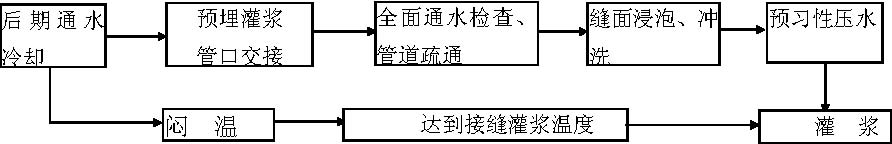 后期通水
冷却
预埋灌浆
管口交接
全面通水检查、
管道疏通
缝面浸泡、冲
洗
预习性压水
闷 温
达到接缝灌浆温度
灌 浆